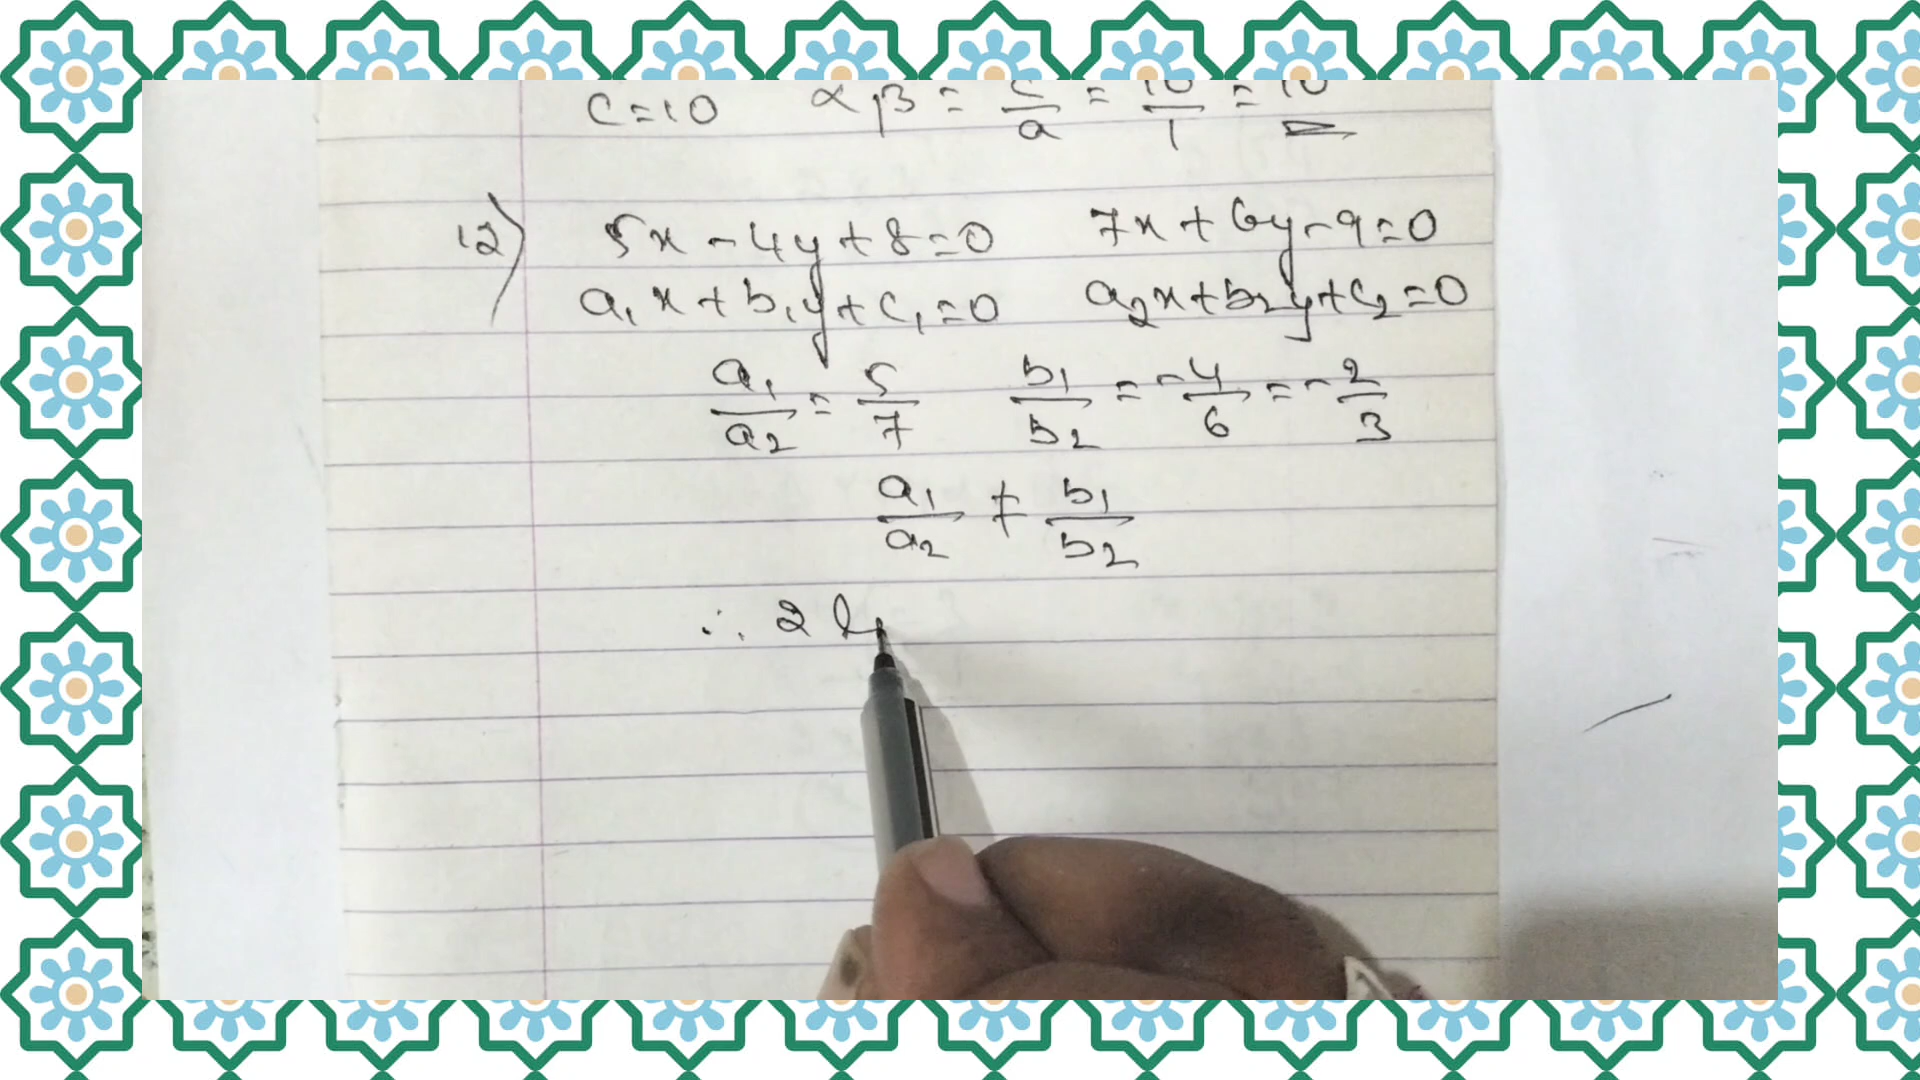 C=10 αβ = c/a = 10/1 = 10
12) 5x - 4y + 8 = 0 7x + 6y - 9 = 0
a₁x + b₁y + c₁ = 0 a₂x + b₂y + c₂ = 0
a₁/a₂ = 5/7 b₁/b₂ = -4/6 = -2/3
a₁/a₂ ≠ b₁/b₂
∴ 2